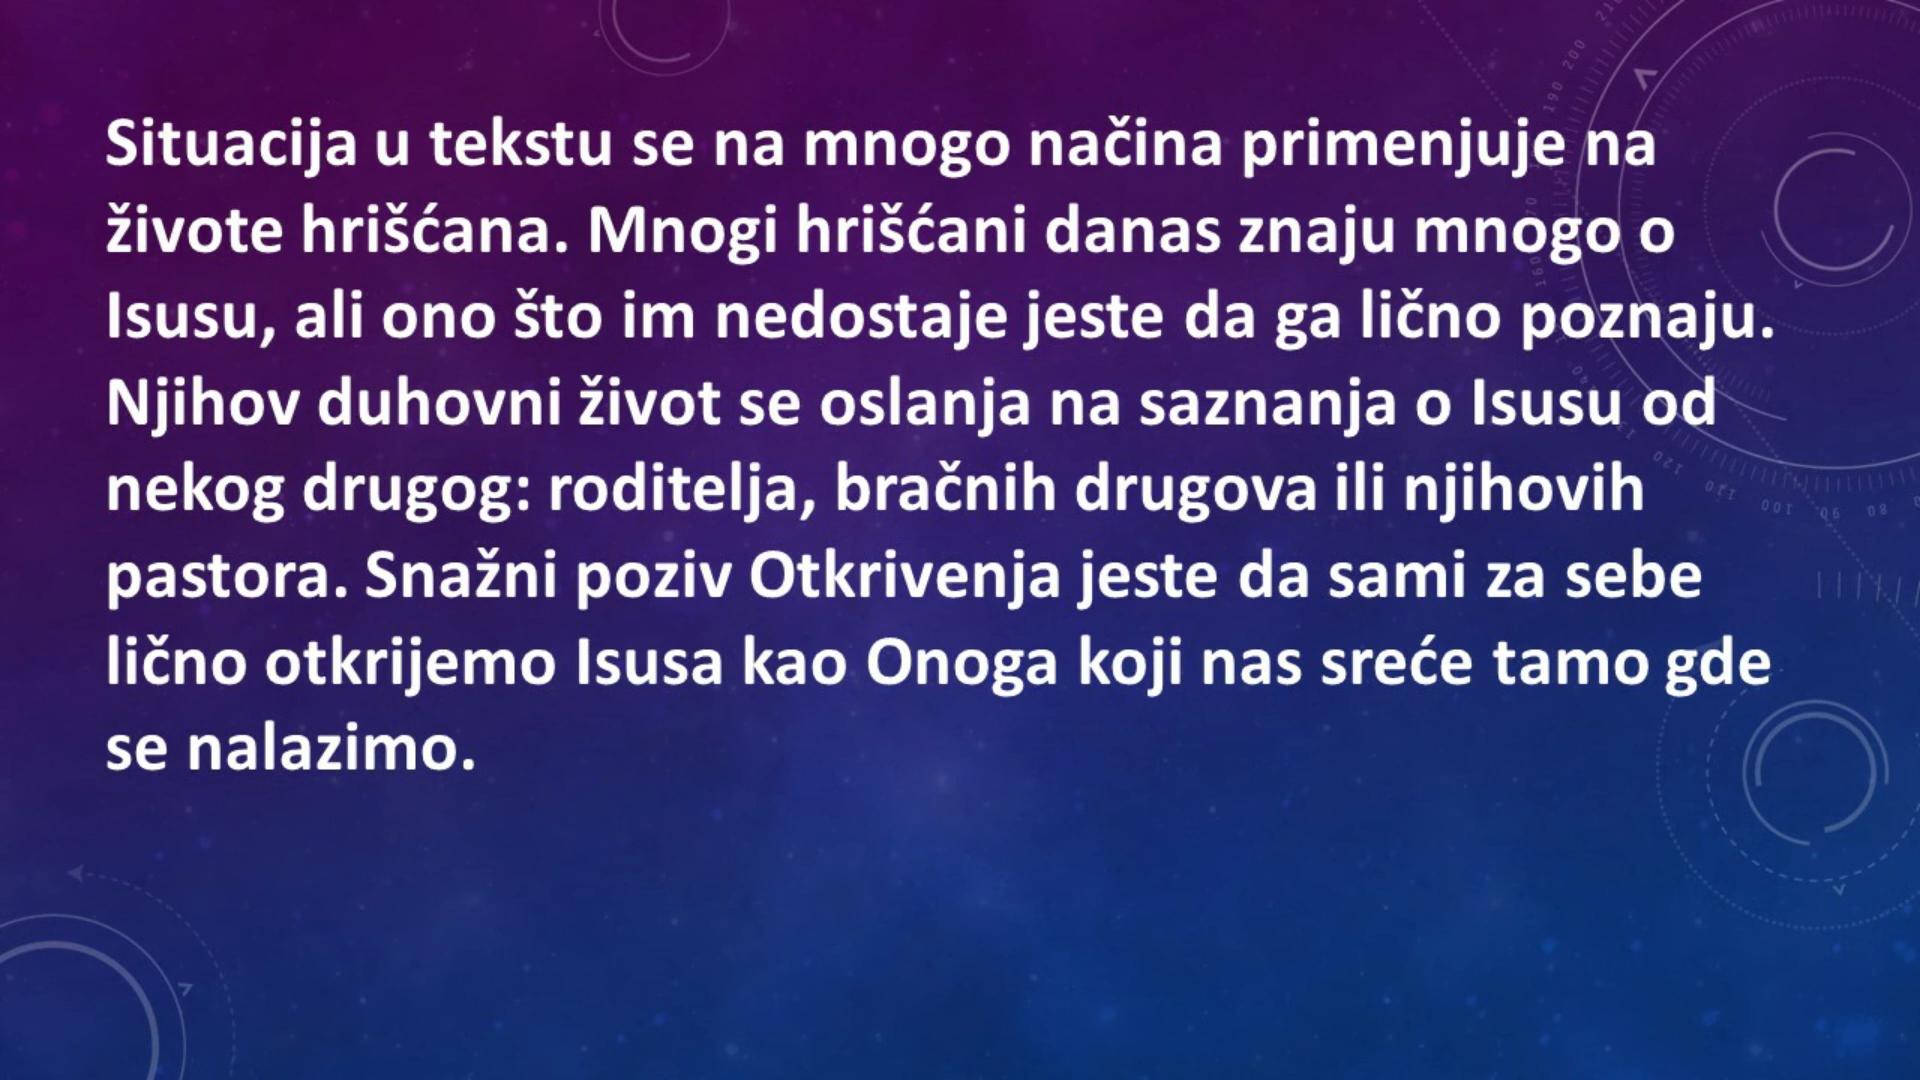 Situacija u tekstu se na mnogo načina primenjuje na
živote hrišćana. Mnogi hrišćani danas znaju mnogo o
Isusu, ali ono što im nedostaje jeste da ga lično poznaju.
Njihov duhovni život se oslanja na saznanja o Isusu od
nekog drugog: roditelja, bračnih drugova ili njihovih
pastora. Snažni poziv Otkrivenja jeste da sami za sebe
lično otkrijemo Isusa kao Onoga koji nas sreće tamo gde
se nalazimo.